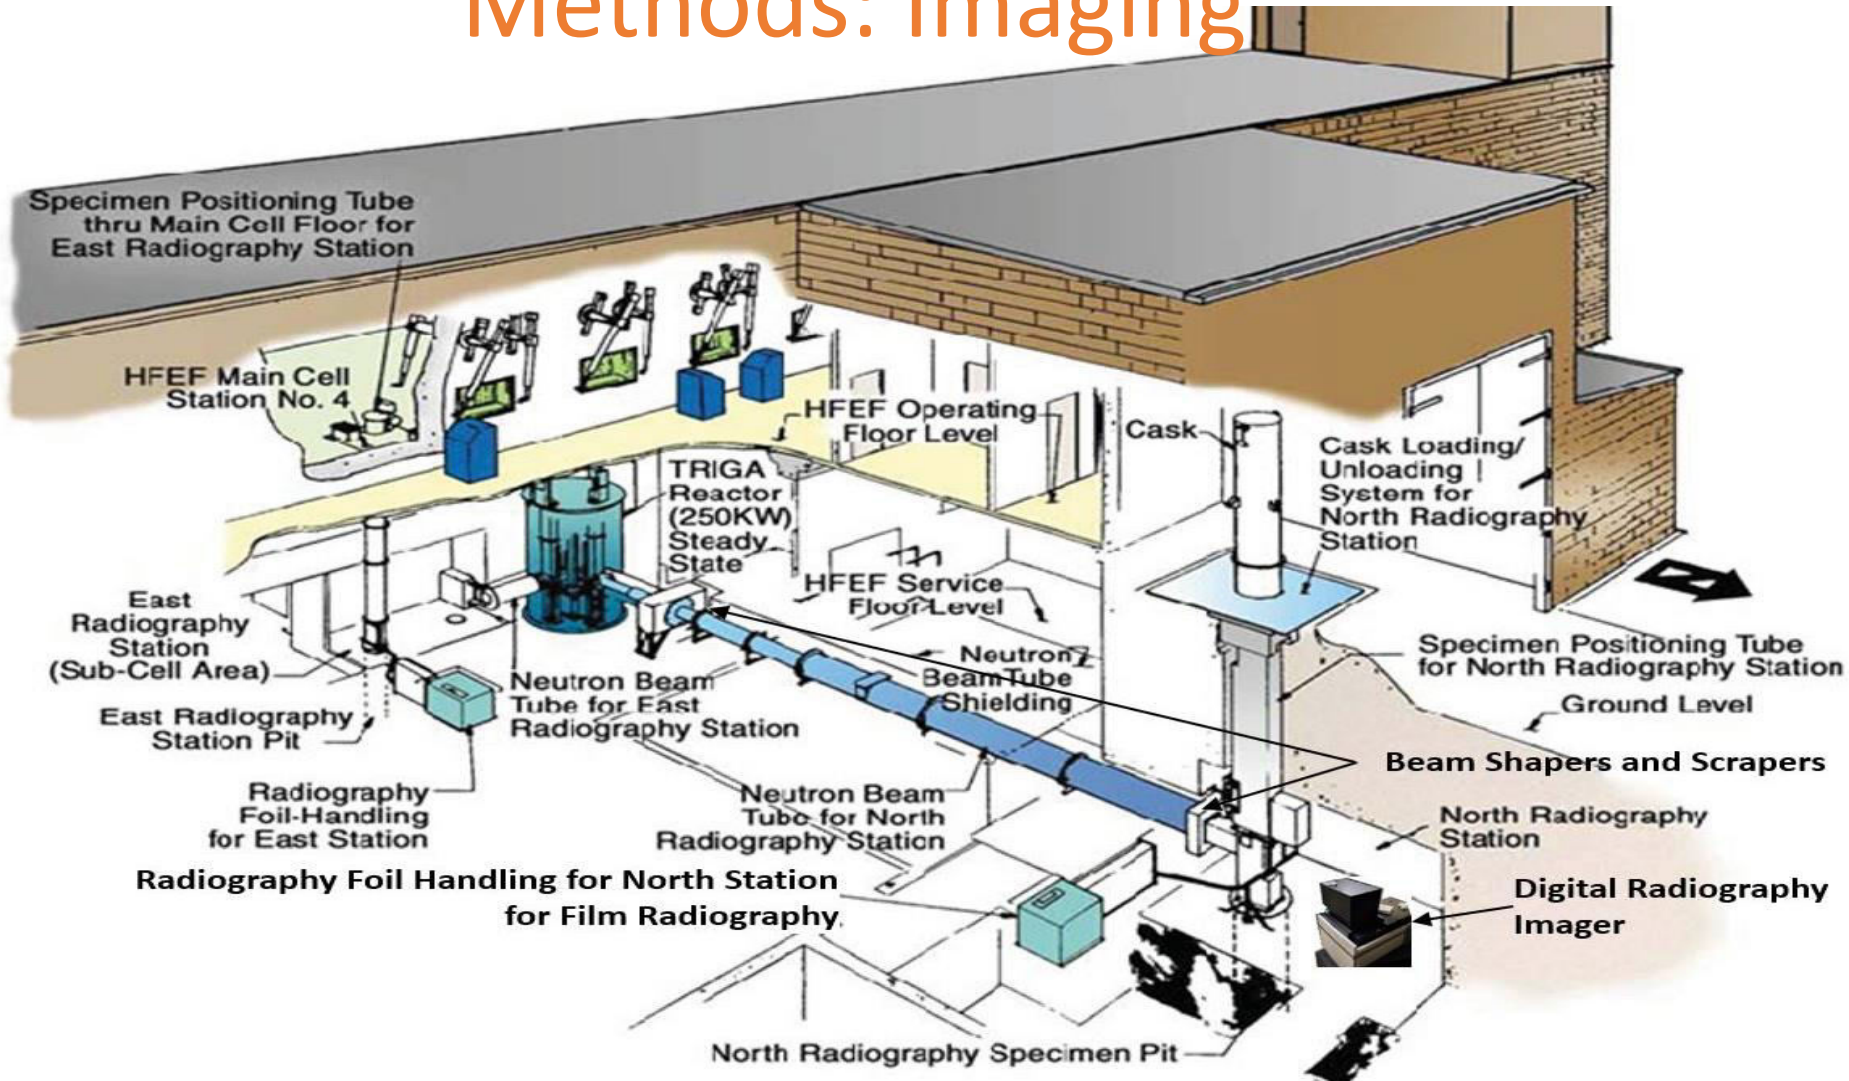 Methods: Imaging
Specimen Positioning Tube
thru Main Cell Floor for
East Radiography Station
HFEF Main Cell
Station No. 4
HFEF Operating
Floor Level
Cask
Cask Loading/
Unloading
System for
North Radiography
Station
TRIGA
Reactor
(250KW)
Steady
State
HFEF Service
Floor Level
East
Radiography
Station
(Sub-Cell Area)
Neutron
Beam Tube
Shielding
Specimen Positioning Tube
for North Radiography Station
Ground Level
Neutron Beam
Tube for East
Radiography Station
East Radiography
Station Pit
Beam Shapers and Scrapers
Radiography
Foil-Handling
for East Station
Neutron Beam
Tube for North
Radiography Station
North Radiography
Station
Radiography Foil Handling for North Station
for Film Radiography
Digital Radiography
Imager
North Radiography Specimen Pit
N